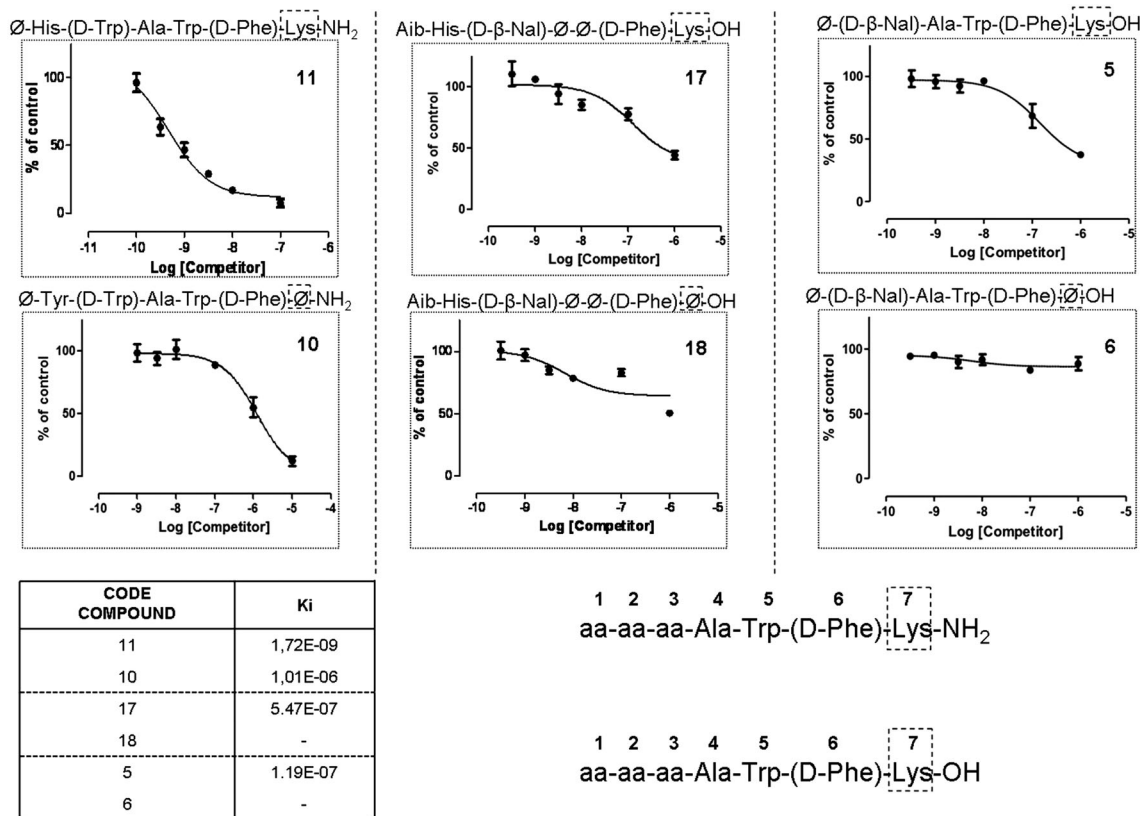 Ø-His-(D-Trp)-Ala-Trp-(D-Phe)-Lys-NH₂
11
% of control
100
50
0
-11 -10 -9 -8 -7 -6
Log [Competitor]
Aib-His-(D-β-Nal)-Ø-Ø-(D-Phe)-Lys-OH
17
% of control
100
50
0
-10 -9 -8 -7 -6 -5
Log [Competitor]
Ø-(D-β-Nal)-Ala-Trp-(D-Phe)-Lys-OH
5
% of control
100
50
0
-10 -9 -8 -7 -6 -5
Log [Competitor]
Ø-Tyr-(D-Trp)-Ala-Trp-(D-Phe)-Ø-NH₂
10
% of control
100
50
0
-10 -9 -8 -7 -6 -5 -4
Log [Competitor]
Aib-His-(D-β-Nal)-Ø-Ø-(D-Phe)-Ø-OH
18
% of control
100
50
0
-10 -9 -8 -7 -6 -5
Log [Competitor]
Ø-(D-β-Nal)-Ala-Trp-(D-Phe)-Ø-OH
6
% of control
100
50
0
-10 -9 -8 -7 -6 -5
Log [Competitor]
CODE COMPOUND Ki
11 1,72E-09
10 1,01E-06
17 5.47E-07
18 -
5 1.19E-07
6 -
1 2 3 4 5 6 7
aa-aa-aa-Ala-Trp-(D-Phe)-Lys-NH₂
1 2 3 4 5 6 7
aa-aa-aa-Ala-Trp-(D-Phe)-Lys-OH